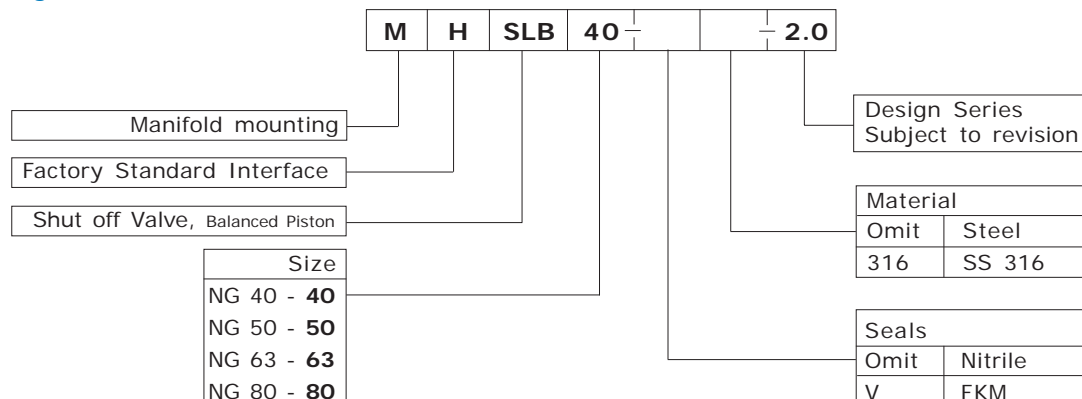 M H SLB 40 - - 2.0
Manifold mounting
Factory Standard Interface
Shut off Valve, Balanced Piston
Size
NG 40 - 40
NG 50 - 50
NG 63 - 63
NG 80 - 80
Design Series
Subject to revision
Material
Omit Steel
316 SS 316
Seals
Omit Nitrile
V FKM